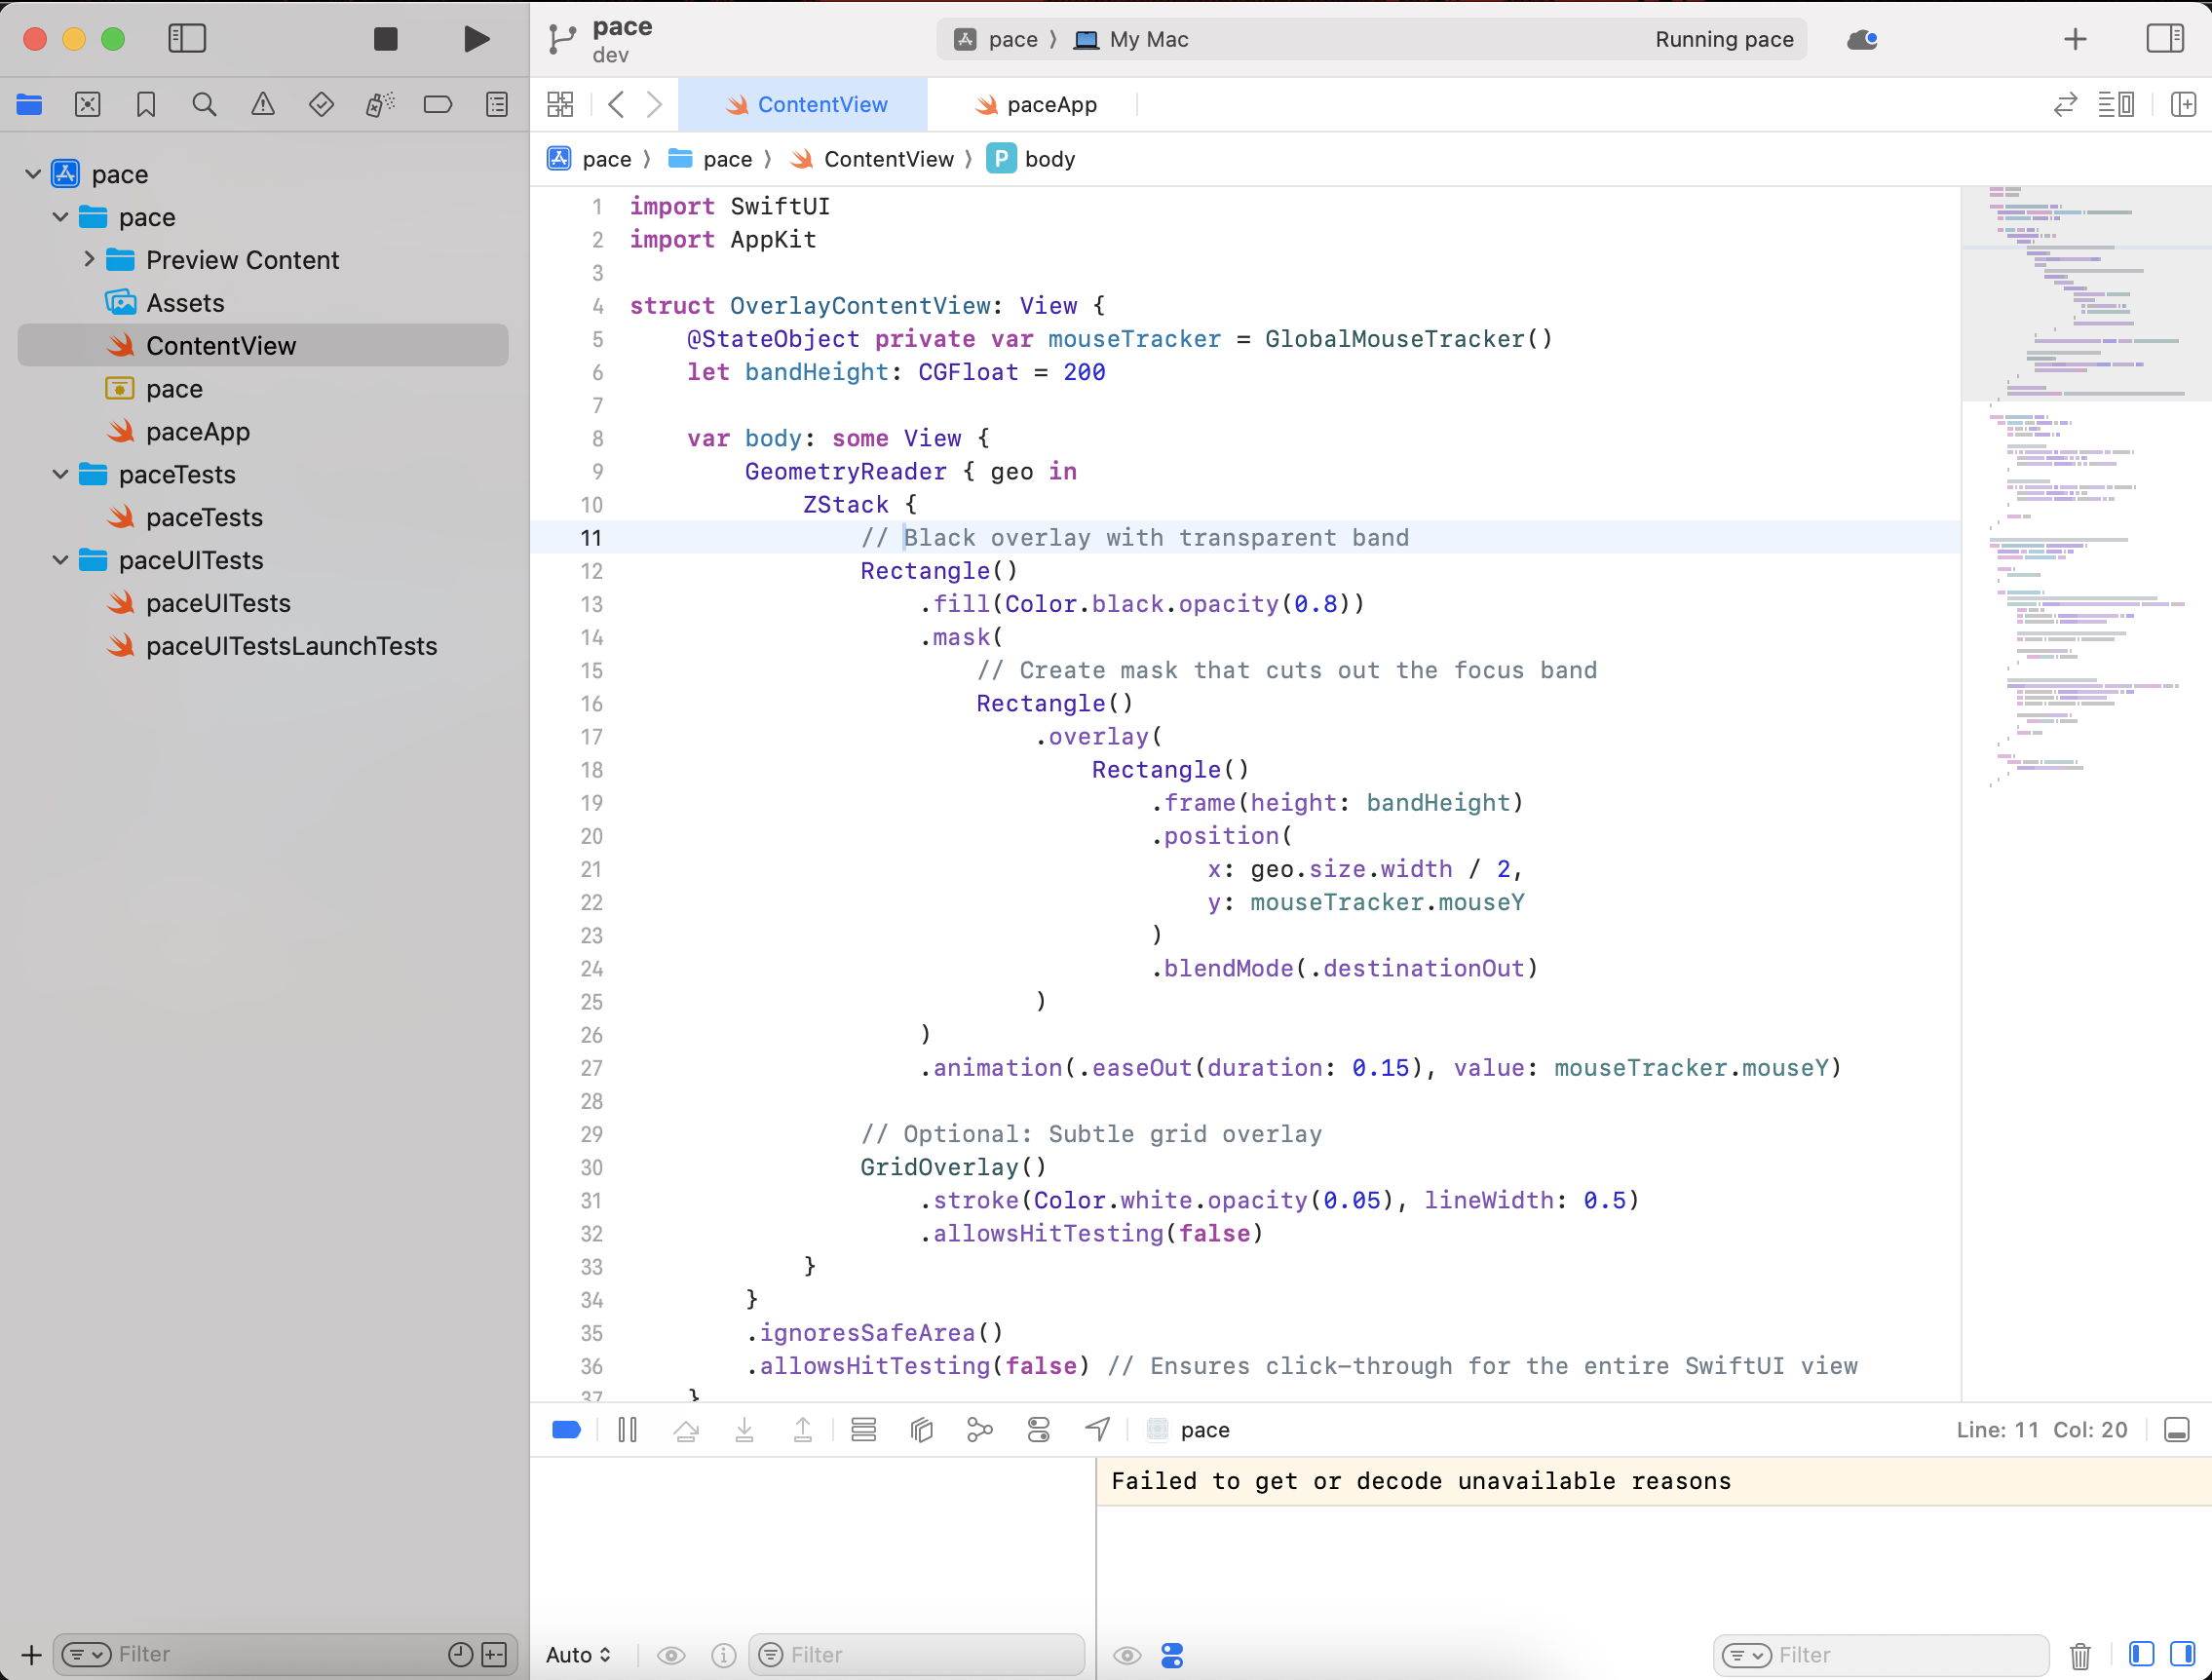 pace
dev
pace 〉 My Mac
Running pace
ContentView
paceApp
pace 〉 pace 〉 ContentView 〉 P body
pace
pace
Preview Content
Assets
ContentView
pace
paceApp
paceTests
paceTests
paceUITests
paceUITests
paceUITestsLaunchTests
1 import SwiftUI
2 import AppKit
3
4 struct OverlayContentView: View {
5     @StateObject private var mouseTracker = GlobalMouseTracker()
6     let bandHeight: CGFloat = 200
7
8     var body: some View {
9         GeometryReader { geo in
10             ZStack {
11                 // Black overlay with transparent band
12                 Rectangle()
13                     .fill(Color.black.opacity(0.8))
14                     .mask(
15                         // Create mask that cuts out the focus band
16                         Rectangle()
17                             .overlay(
18                                 Rectangle()
19                                     .frame(height: bandHeight)
20                                     .position(
21                                         x: geo.size.width / 2,
22                                         y: mouseTracker.mouseY
23                                     )
24                                     .blendMode(.destinationOut)
25                             )
26                     )
27                     .animation(.easeOut(duration: 0.15), value: mouseTracker.mouseY)
28
29                 // Optional: Subtle grid overlay
30                 GridOverlay()
31                     .stroke(Color.white.opacity(0.05), lineWidth: 0.5)
32                     .allowsHitTesting(false)
33             }
34         }
35         .ignoresSafeArea()
36         .allowsHitTesting(false) // Ensures click-through for the entire SwiftUI view
37     }
pace
Line: 11 Col: 20
Failed to get or decode unavailable reasons
Filter
Auto
Filter
Filter